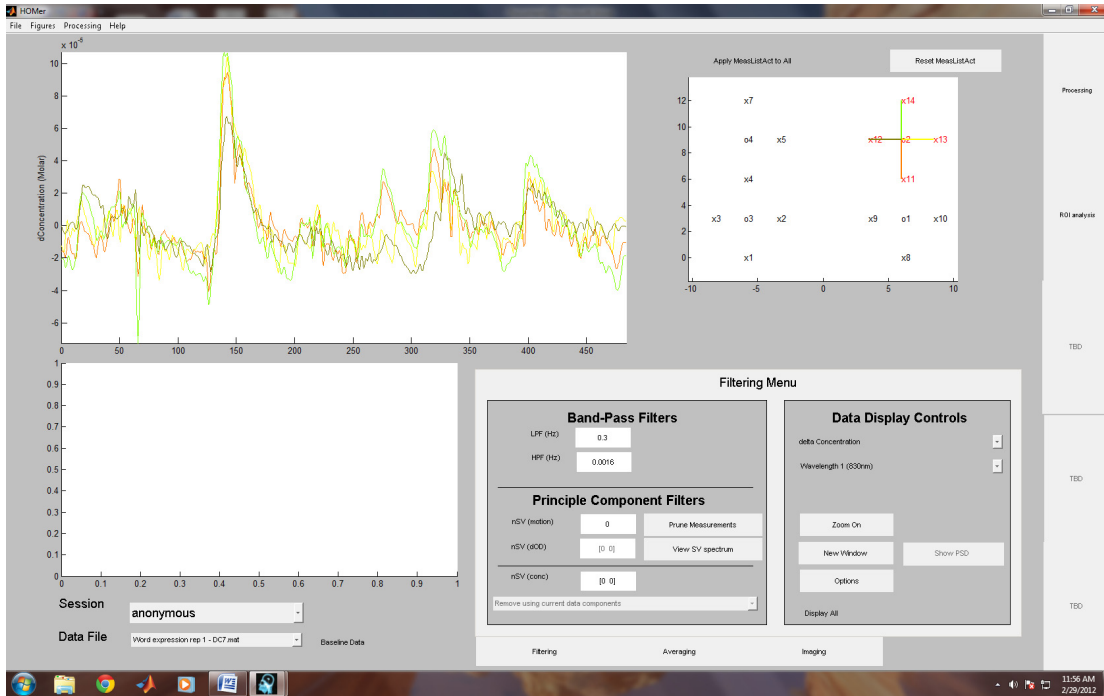 HOMer
File Figures Processing Help
x 10^-5
Apply MeasListAct to All
Reset MeasListAct
Processing
dConcentration (Molar)
10
8
6
4
2
0
-2
-4
-6
0 50 100 150 200 250 300 350 400 450
12
10
8
6
4
2
0
-10 -5 0 5 10
x7 x14
o4 x5 x12 o2 x13
x4 x11
x3 o3 x2 x9 o1 x10
x1 x8
ROI analysis
TBD
TBD
TBD
1
0.9
0.8
0.7
0.6
0.5
0.4
0.3
0.2
0.1
0
0 0.1 0.2 0.3 0.4 0.5 0.6 0.7 0.8 0.9 1
Session
anonymous
Data File
Word expression rep 1 - DC7.mat
Baseline Data
Filtering Menu
Band-Pass Filters
LPF (Hz) 0.3
HPF (Hz) 0.0016
Principle Component Filters
nSV (motion) 0 Prune Measurements
nSV (dOD) [0 0] View SV spectrum
nSV (conc) [0 0]
Remove using current data components
Data Display Controls
delta Concentration
Wavelength 1 (830nm)
Zoom On
New Window Show PSD
Options
Display All
Filtering Averaging Imaging
11:56 AM
2/29/2012